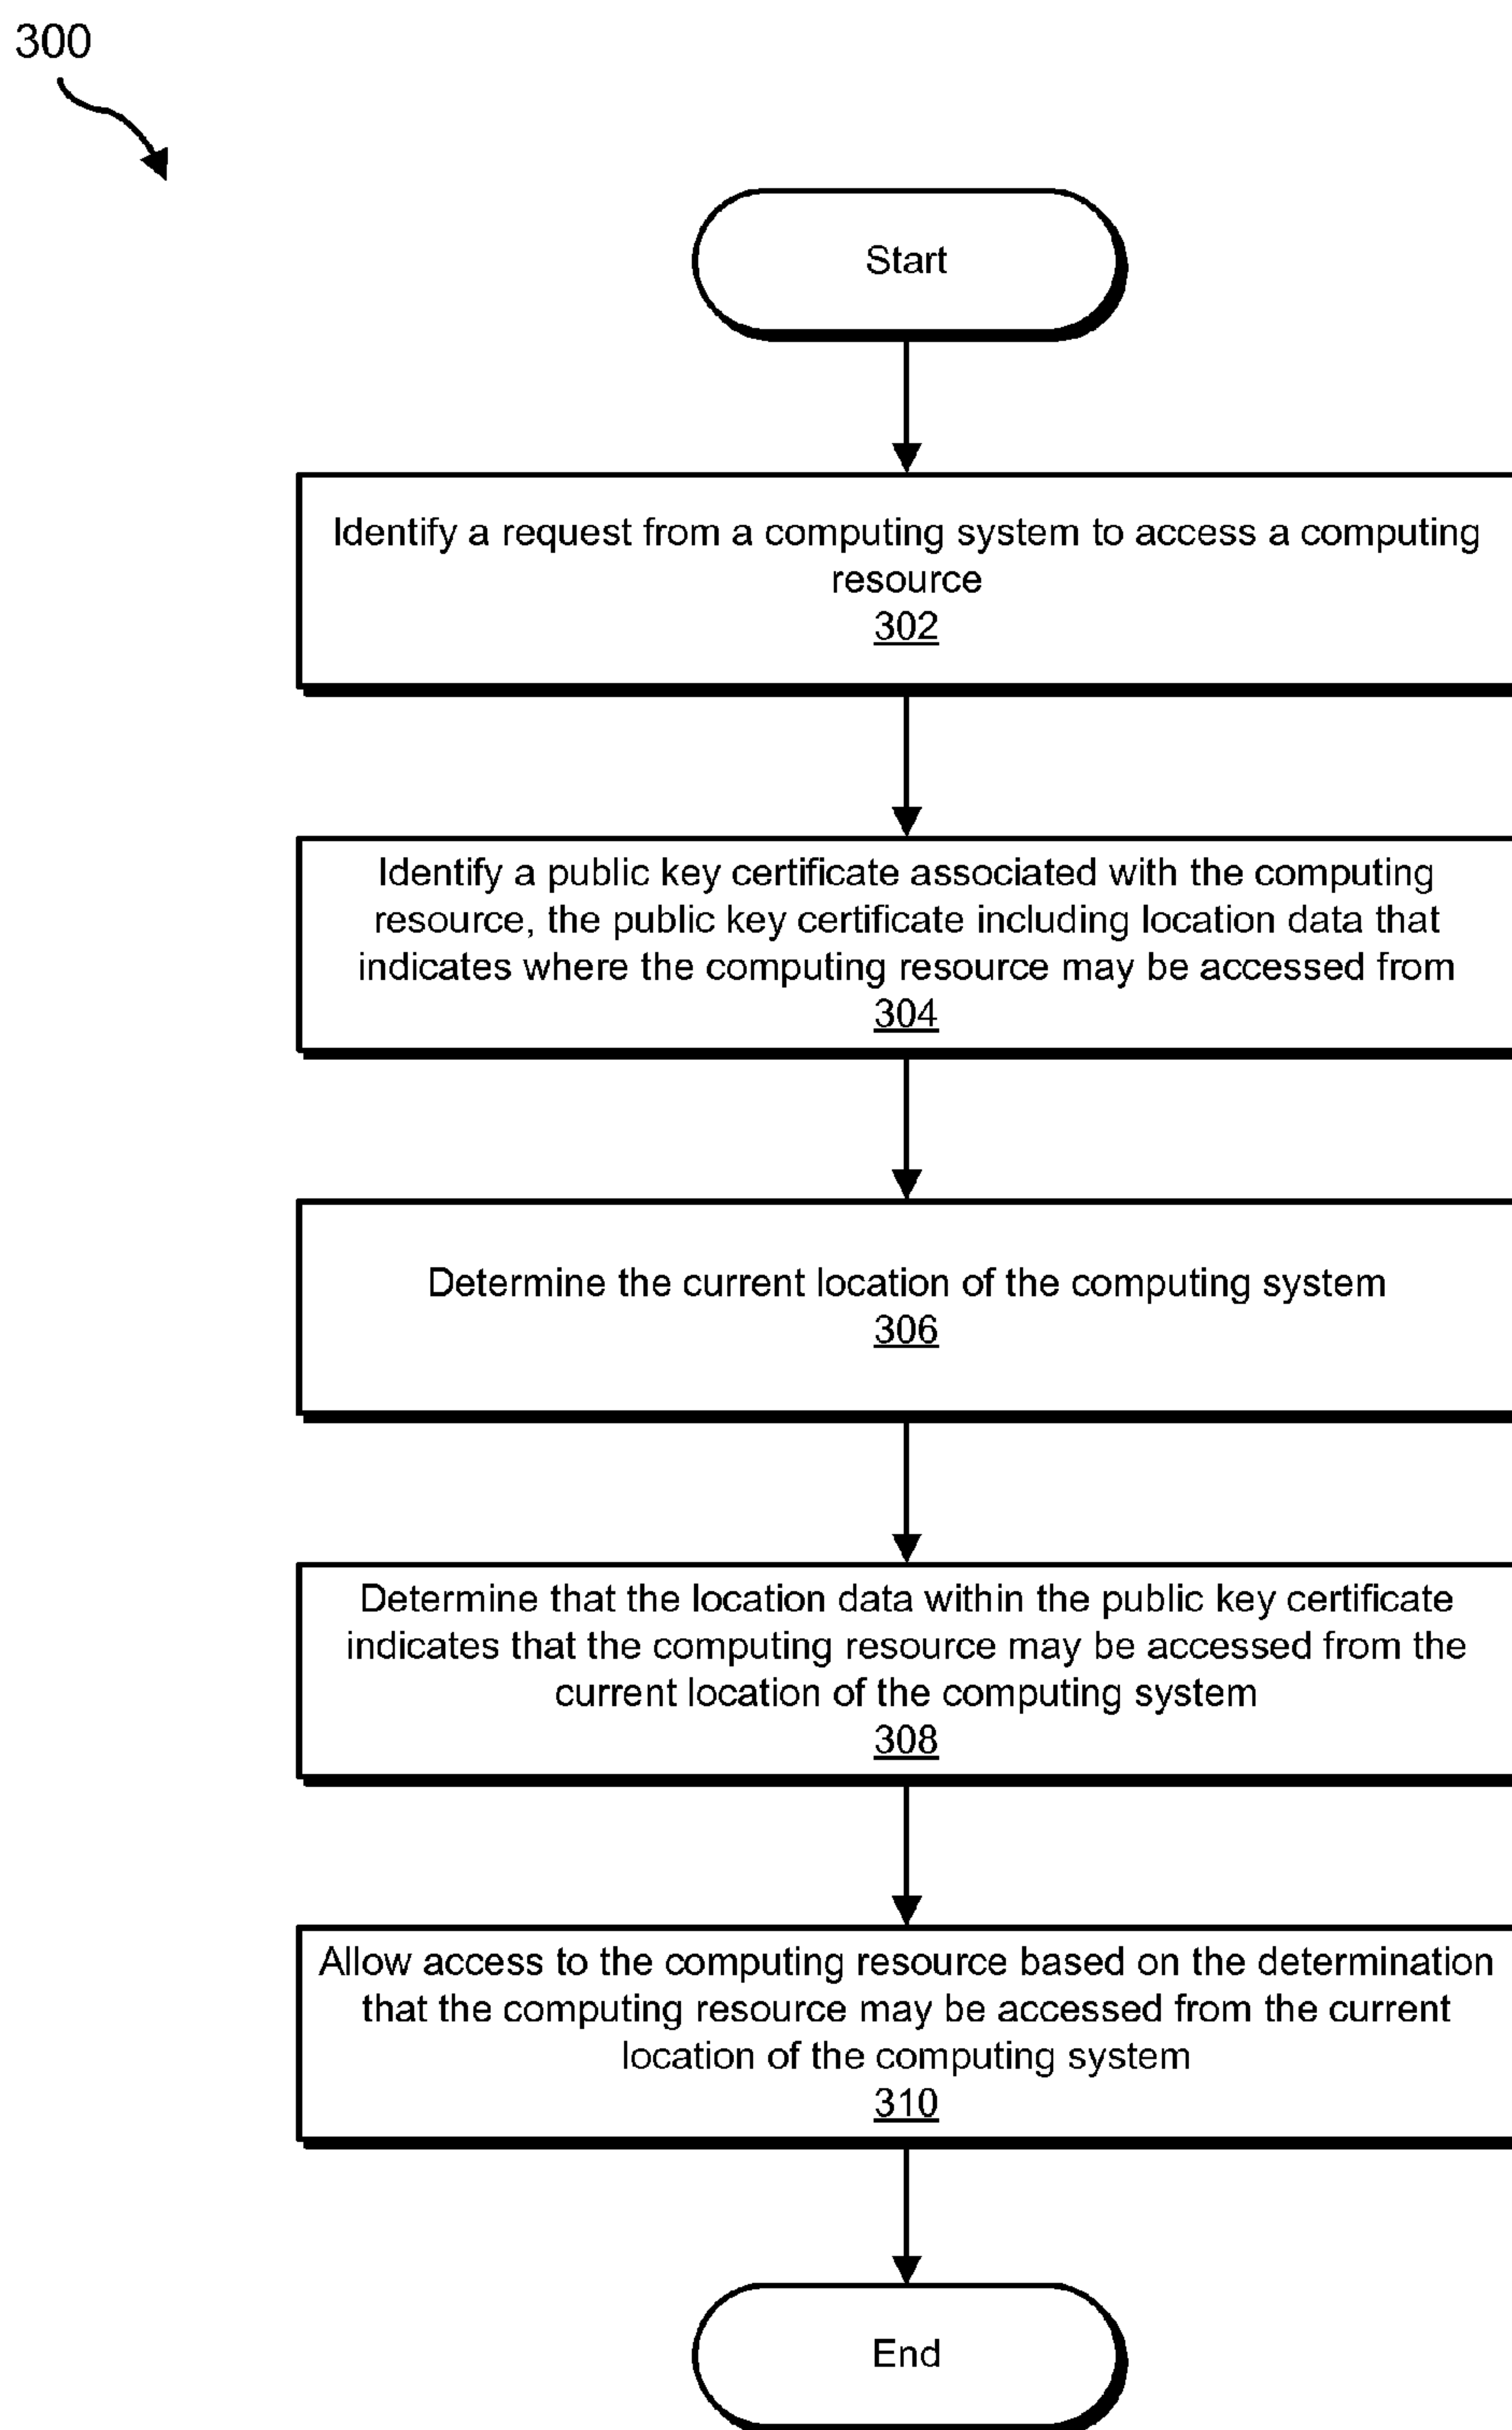 300
Start
Identify a request from a computing system to access a computing
resource
302
Identify a public key certificate associated with the computing
resource, the public key certificate including location data that
indicates where the computing resource may be accessed from
304
Determine the current location of the computing system
306
Determine that the location data within the public key certificate
indicates that the computing resource may be accessed from the
current location of the computing system
308
Allow access to the computing resource based on the determination
that the computing resource may be accessed from the current
location of the computing system
310
End